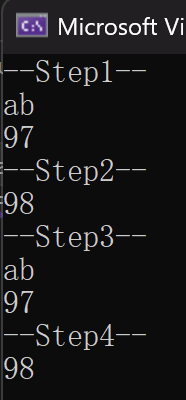 Microsoft Vi
--Step1--
ab
97
--Step2--
98
--Step3--
ab
97
--Step4--
98